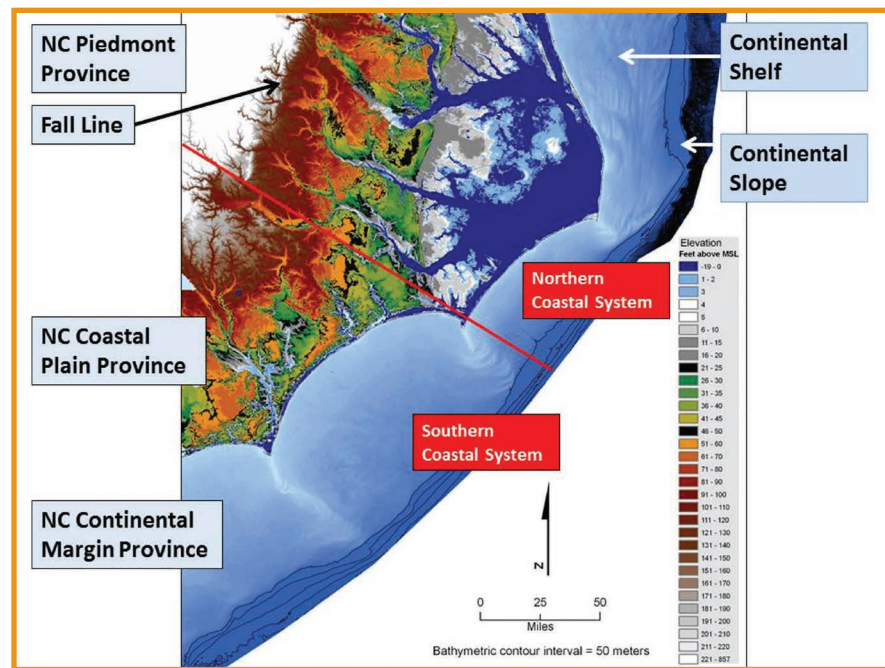 NC Piedmont
Province
Fall Line
Continental
Shelf
Continental
Slope
Northern
Coastal System
NC Coastal
Plain Province
Southern
Coastal System
NC Continental
Margin Province
N
0 25 50
Miles
Bathymetric contour interval = 50 meters
Elevation
Feet above MSL
-19 - 0
1 - 2
3
4
5
6 - 10
11 - 15
16 - 20
21 - 25
26 - 30
31 - 35
36 - 40
41 - 45
46 - 50
51 - 60
61 - 70
71 - 80
81 - 90
91 - 100
101 - 110
111 - 120
121 - 130
131 - 140
141 - 150
151 - 160
161 - 170
171 - 180
181 - 190
191 - 200
201 - 210
211 - 220
221 - 857